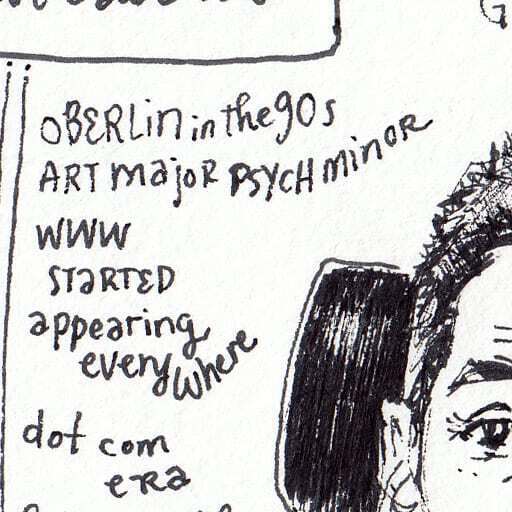 OBERLin in the 90s
ART majoR PSYCH minOR
WWW
STARTED
appearing
everywhere
dot com
eRa